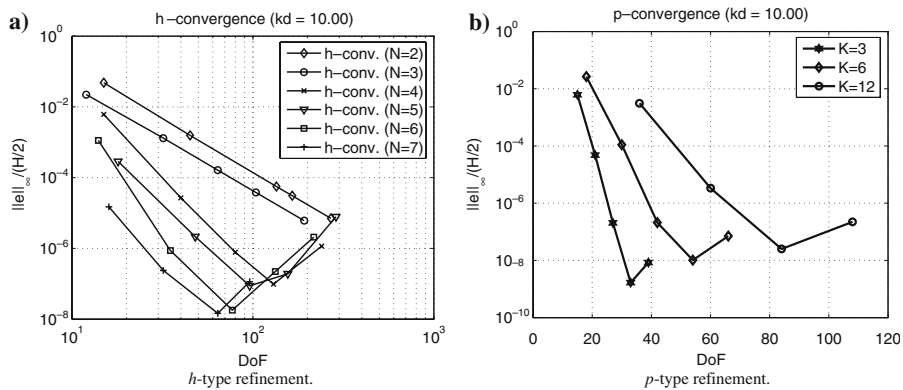 a)
h-convergence (kd = 10.00)
10^0
10^-2
10^-4
10^-6
10^-8
||e||∞/(H/2)
h-conv. (N=2)
h-conv. (N=3)
h-conv. (N=4)
h-conv. (N=5)
h-conv. (N=6)
h-conv. (N=7)
10^1
10^2
10^3
DoF
h-type refinement.
b)
p-convergence (kd = 10.00)
10^0
10^-2
10^-4
10^-6
10^-8
10^-10
||e||∞/(H/2)
K=3
K=6
K=12
0 20 40 60 80 100 120
DoF
p-type refinement.